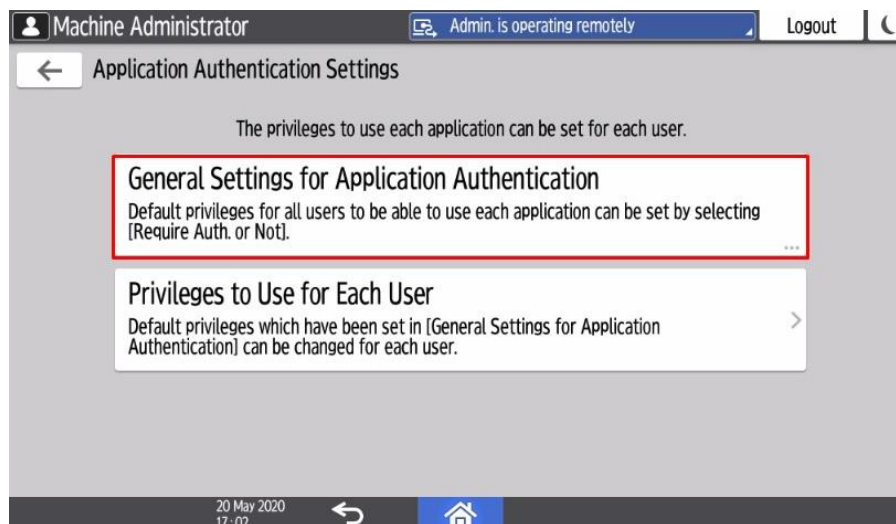 Machine Administrator
Admin. is operating remotely
Logout
Application Authentication Settings
The privileges to use each application can be set for each user.
General Settings for Application Authentication
Default privileges for all users to be able to use each application can be set by selecting
[Require Auth. or Not].
...
Privileges to Use for Each User
Default privileges which have been set in [General Settings for Application
Authentication] can be changed for each user.
20 May 2020
17:02